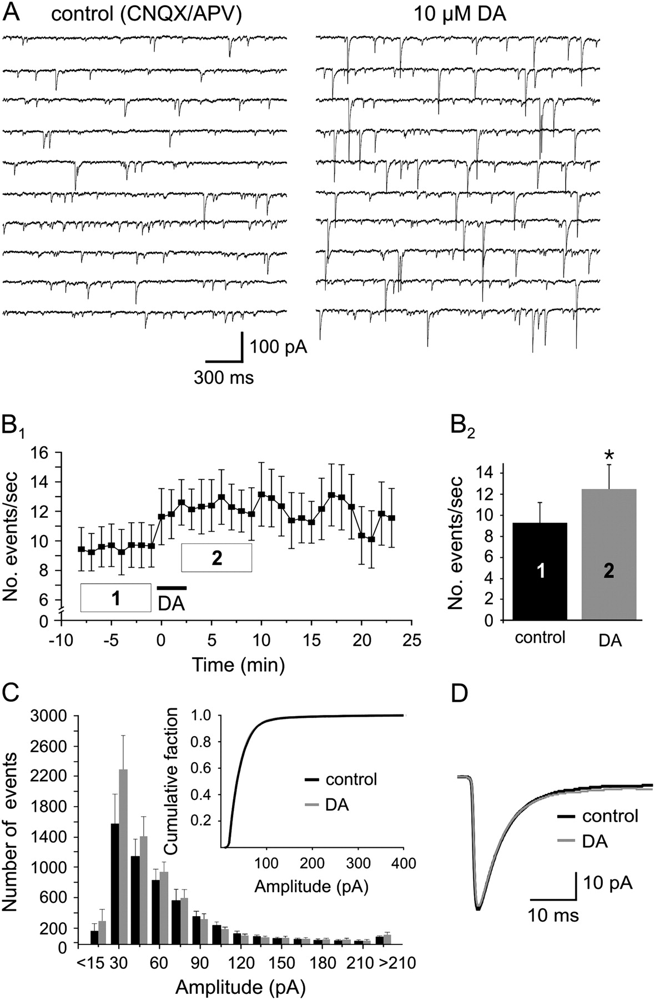 A control (CNQX/APV) 10 µM DA
100 pA
300 ms
B1
16
14
12
10
8
6
0
No. events/sec
1
2
DA
-10 -5 0 5 10 15 20 25
Time (min)
B2
*
14
12
10
8
6
4
2
0
No. events/sec
1
2
control DA
C
3000
2600
2200
1800
1400
1000
600
200
0
Number of events
<15 30 60 90 120 150 180 210 >210
Amplitude (pA)
1.0
0.8
0.6
0.4
0.2
Cumulative faction
control
DA
100 200 300 400
Amplitude (pA)
D
control
DA
10 pA
10 ms